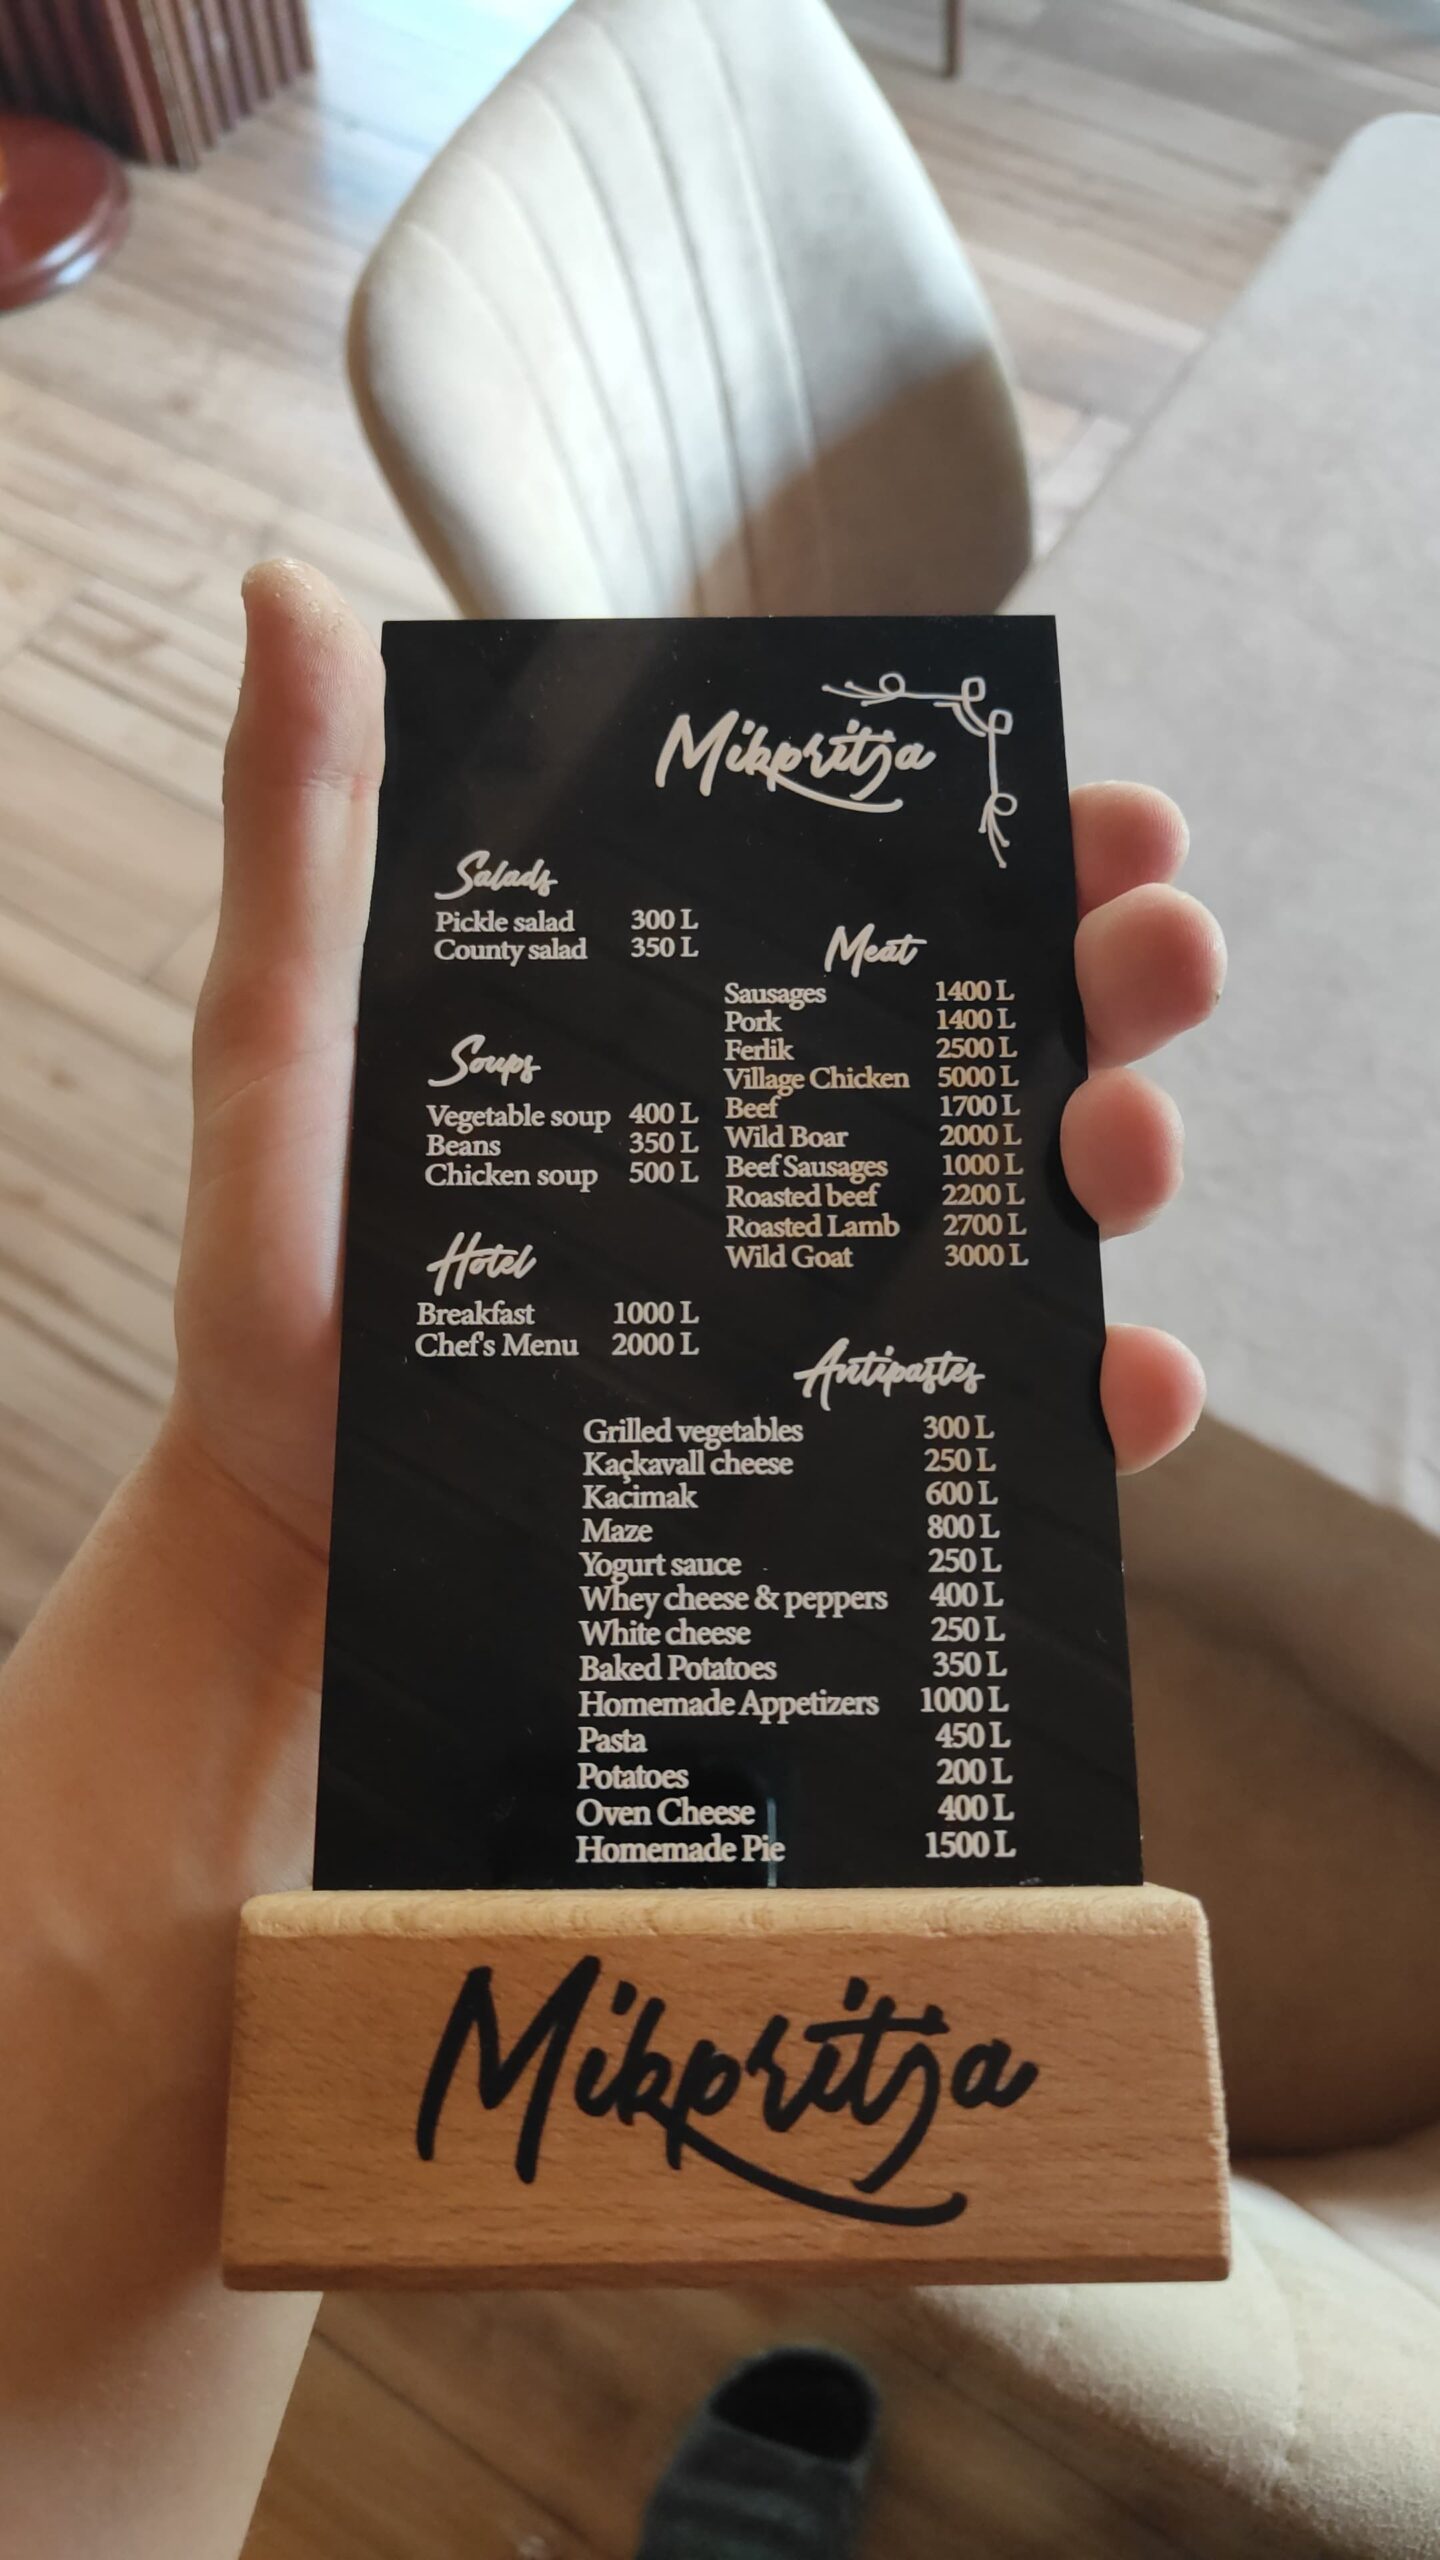 Mikpritja
Salads
Pickle salad 300 L
County salad 350 L
Soups
Vegetable soup 400 L
Beans 350 L
Chicken soup 500 L
Hotel
Breakfast 1000 L
Chef's Menu 2000 L
Meat
Sausages 1400 L
Pork 1400 L
Ferlik 2500 L
Village Chicken 5000 L
Beef 1700 L
Wild Boar 2000 L
Beef Sausages 1000 L
Roasted beef 2200 L
Roasted Lamb 2700 L
Wild Goat 3000 L
Antipastes
Grilled vegetables 300 L
Kaçkavall cheese 250 L
Kacimak 600 L
Maze 800 L
Yogurt sauce 250 L
Whey cheese & peppers 400 L
White cheese 250 L
Baked Potatoes 350 L
Homemade Appetizers 1000 L
Pasta 450 L
Potatoes 200 L
Oven Cheese 400 L
Homemade Pie 1500 L
Mikpritja